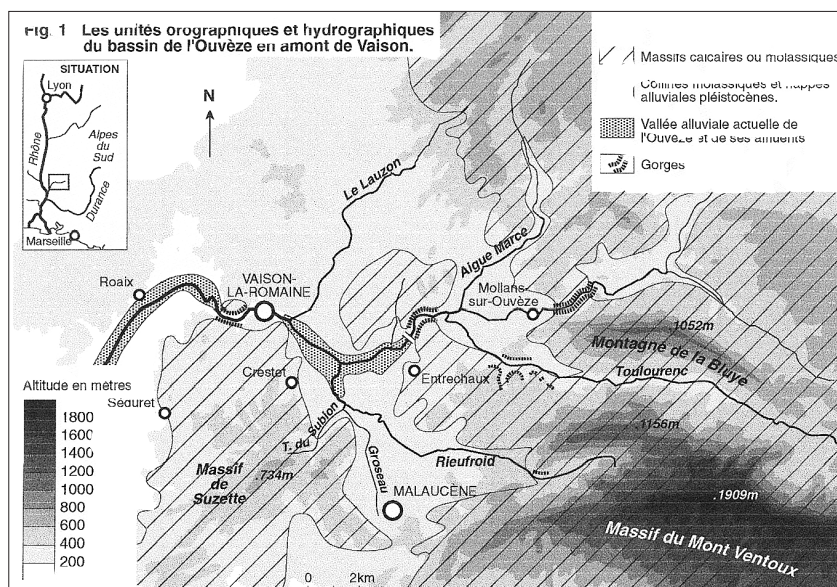 Fig. 1 Les unités orographiques et hydrographiques
du bassin de l'Ouvèze en amont de Vaison.
SITUATION
Lyon
Rhône
Alpes
du
Sud
Durance
Marseille
N
Massifs calcaires ou molassiques
Collines molassiques et nappes
alluviales pléistocènes.
Vallée alluviale actuelle de
l'Ouvèze et de ses affluents
Gorges
Le Lauzon
Aigue Marce
Roaix
VAISON-
LA-ROMAINE
Mollans-
sur-Ouvèze
1052m
Montagne de la Bluye
Toulourenc
Crestet
Entrechaux
Altitude en mètres
1800
1600
1400
1200
1000
800
600
400
200
Séguret
T. du Sublon
1156m
Massif
de
Suzette
.734m
Groseau
Rieufroid
MALAUCÈNE
.1909m
Massif du Mont Ventoux
0 2km